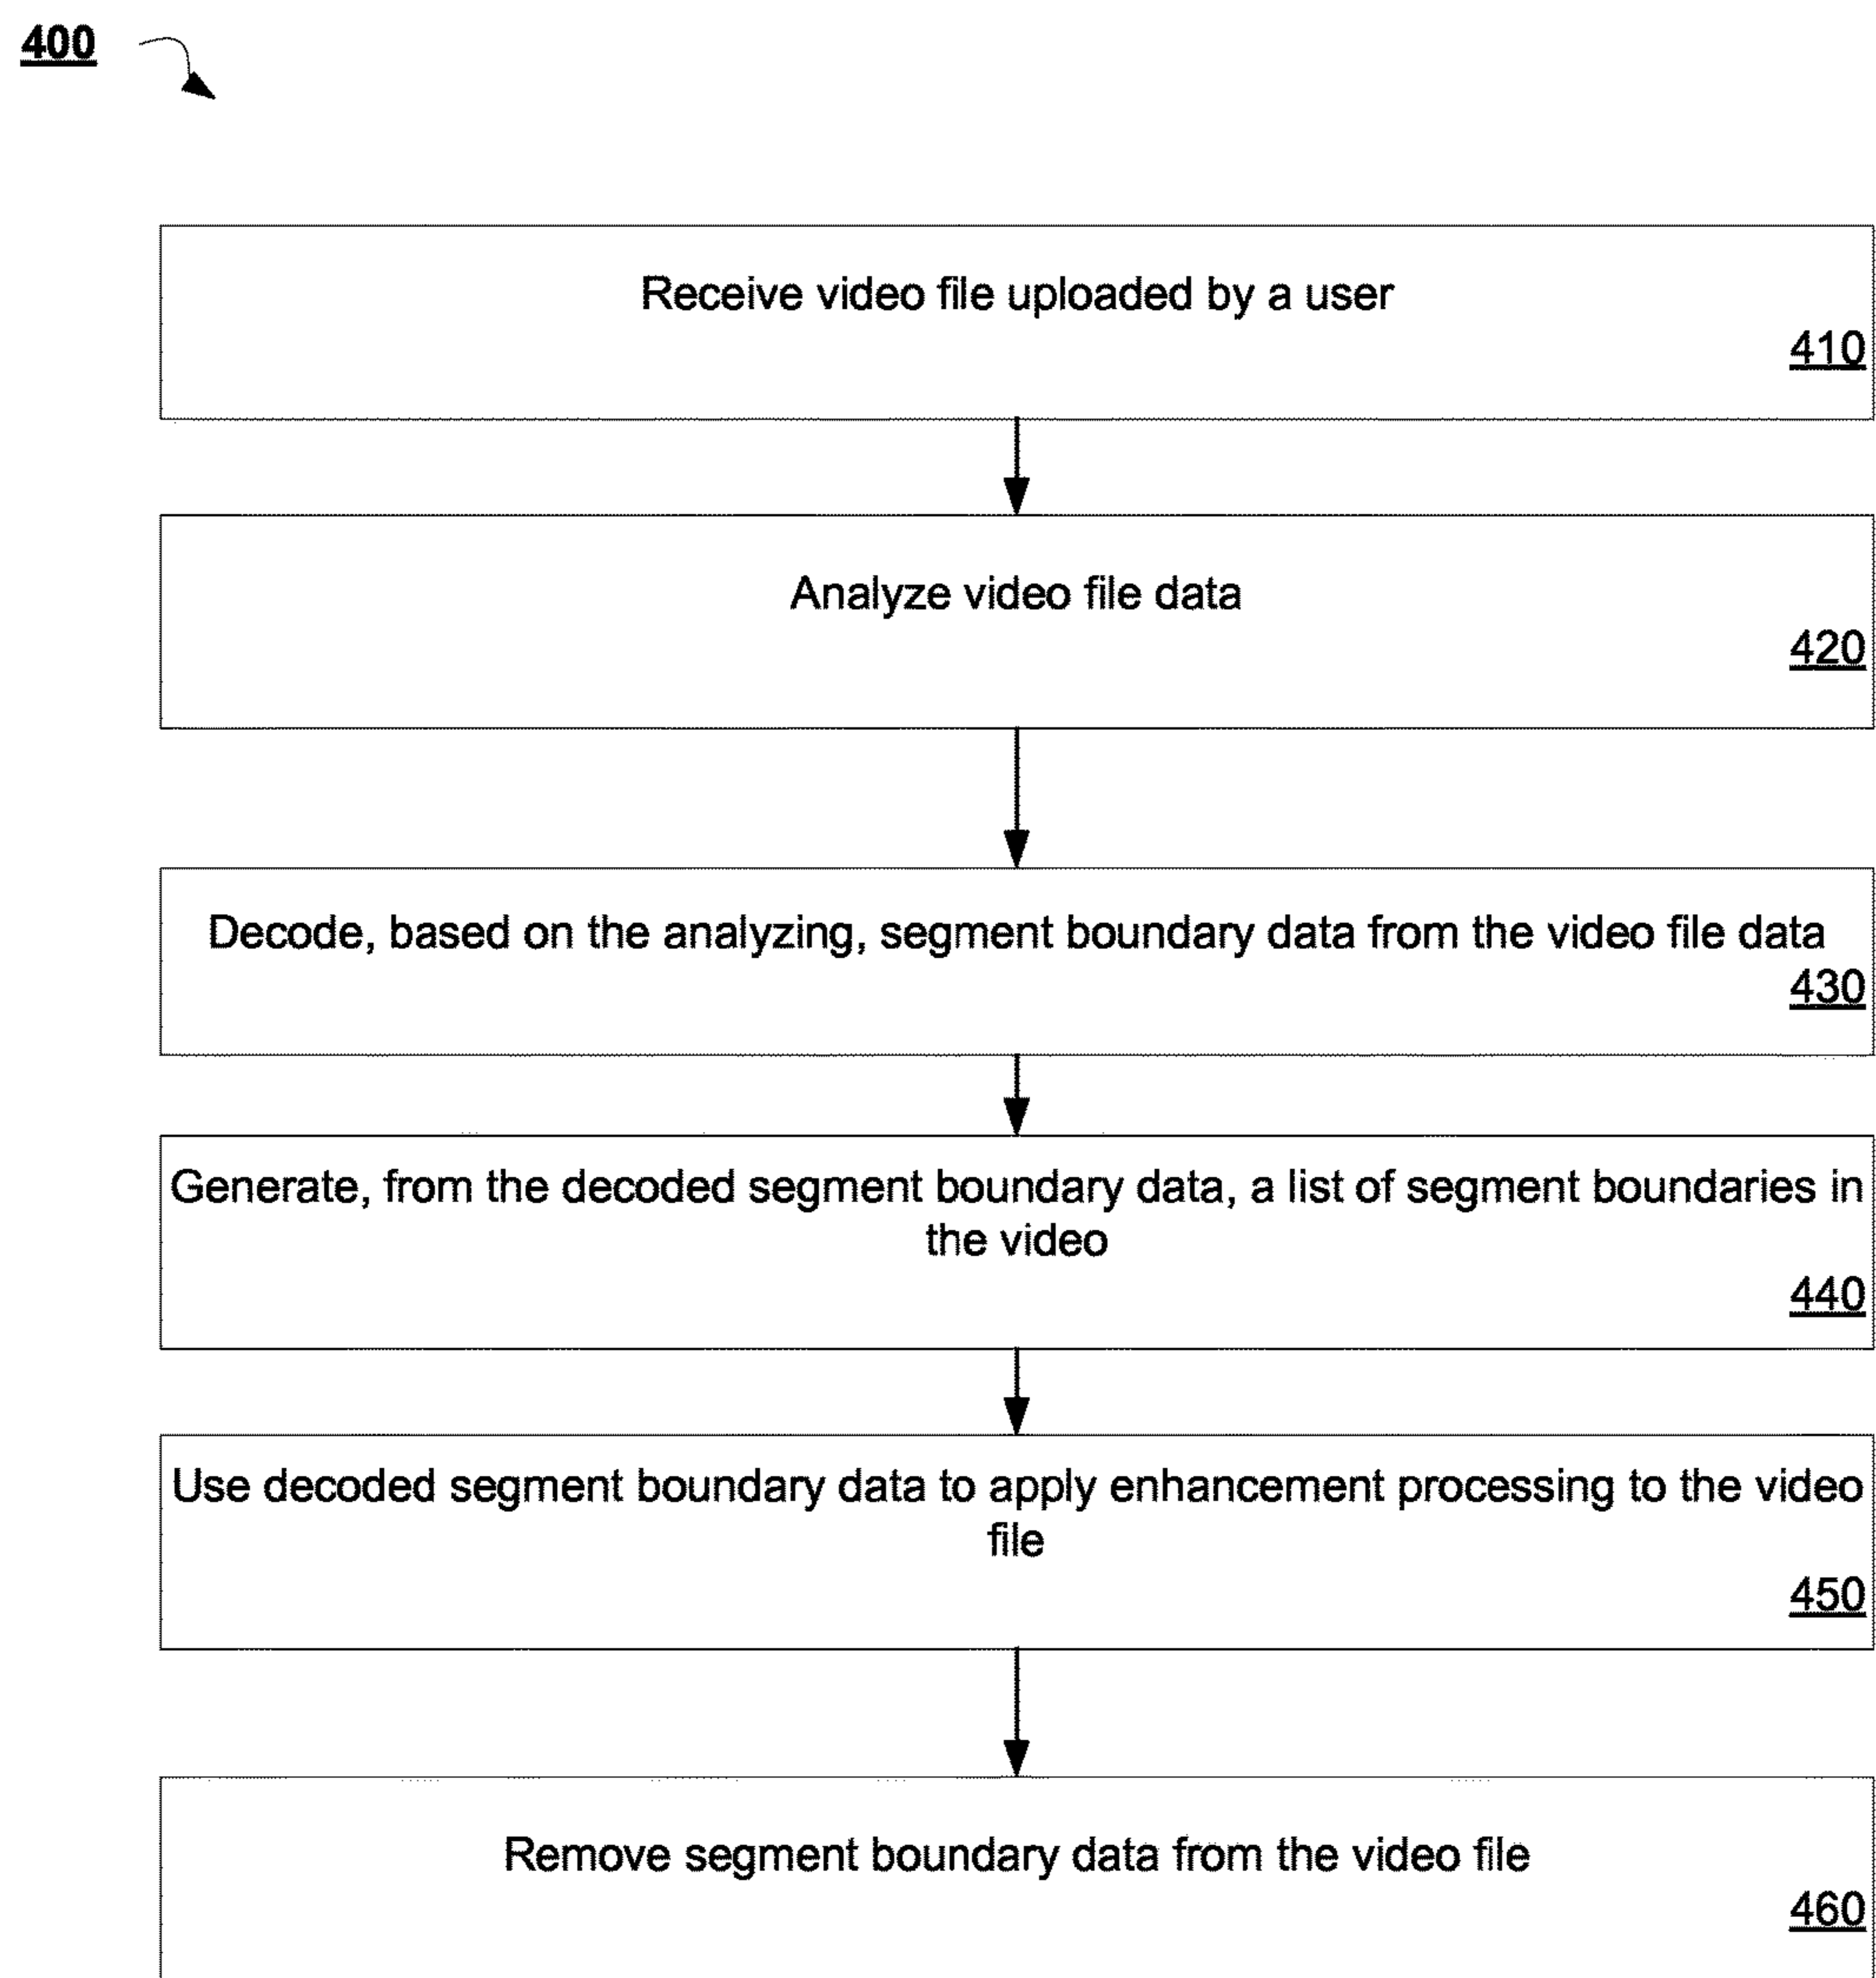 400
Receive video file uploaded by a user
410
Analyze video file data
420
Decode, based on the analyzing, segment boundary data from the video file data
430
Generate, from the decoded segment boundary data, a list of segment boundaries in
the video
440
Use decoded segment boundary data to apply enhancement processing to the video
file
450
Remove segment boundary data from the video file
460